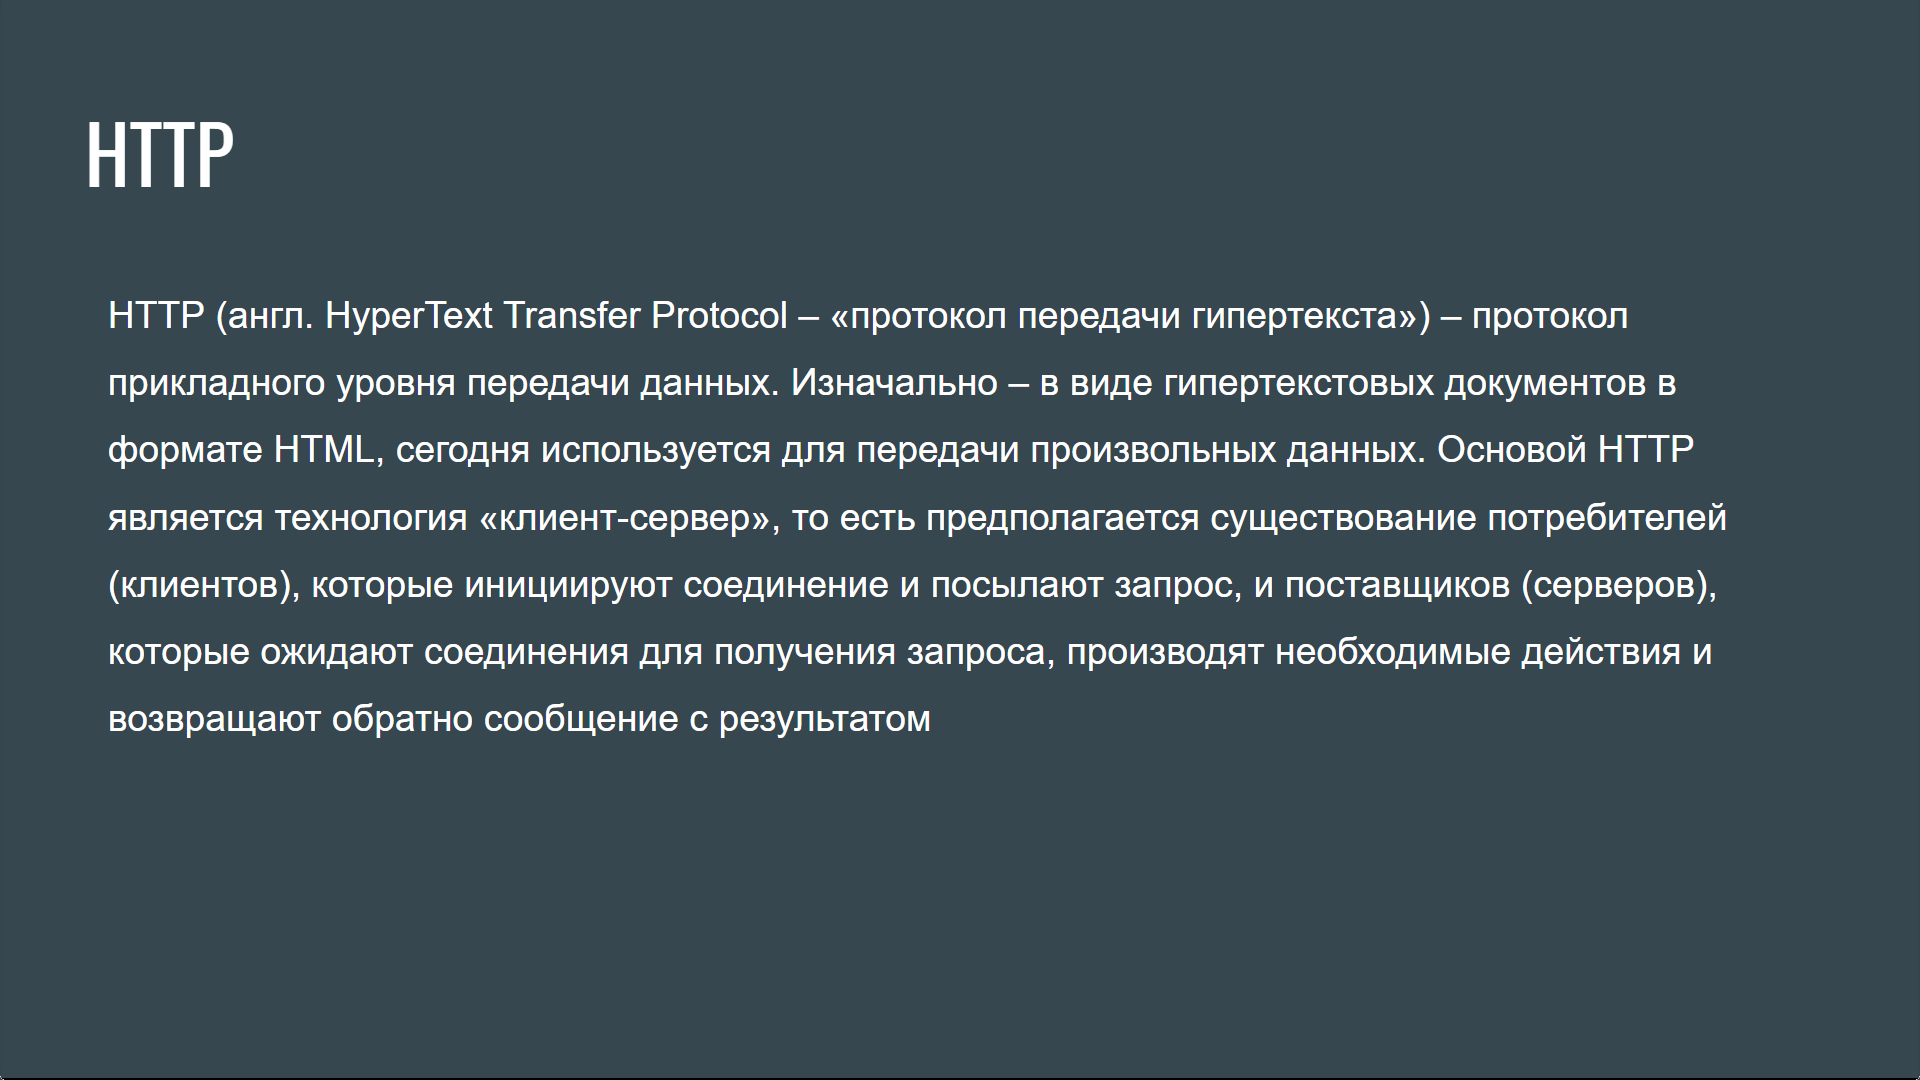 HTTP
HTTP (англ. HyperText Transfer Protocol – «протокол передачи гипертекста») – протокол
прикладного уровня передачи данных. Изначально – в виде гипертекстовых документов в
формате HTML, сегодня используется для передачи произвольных данных. Основой HTTP
является технология «клиент-сервер», то есть предполагается существование потребителей
(клиентов), которые инициируют соединение и посылают запрос, и поставщиков (серверов),
которые ожидают соединения для получения запроса, производят необходимые действия и
возвращают обратно сообщение с результатом